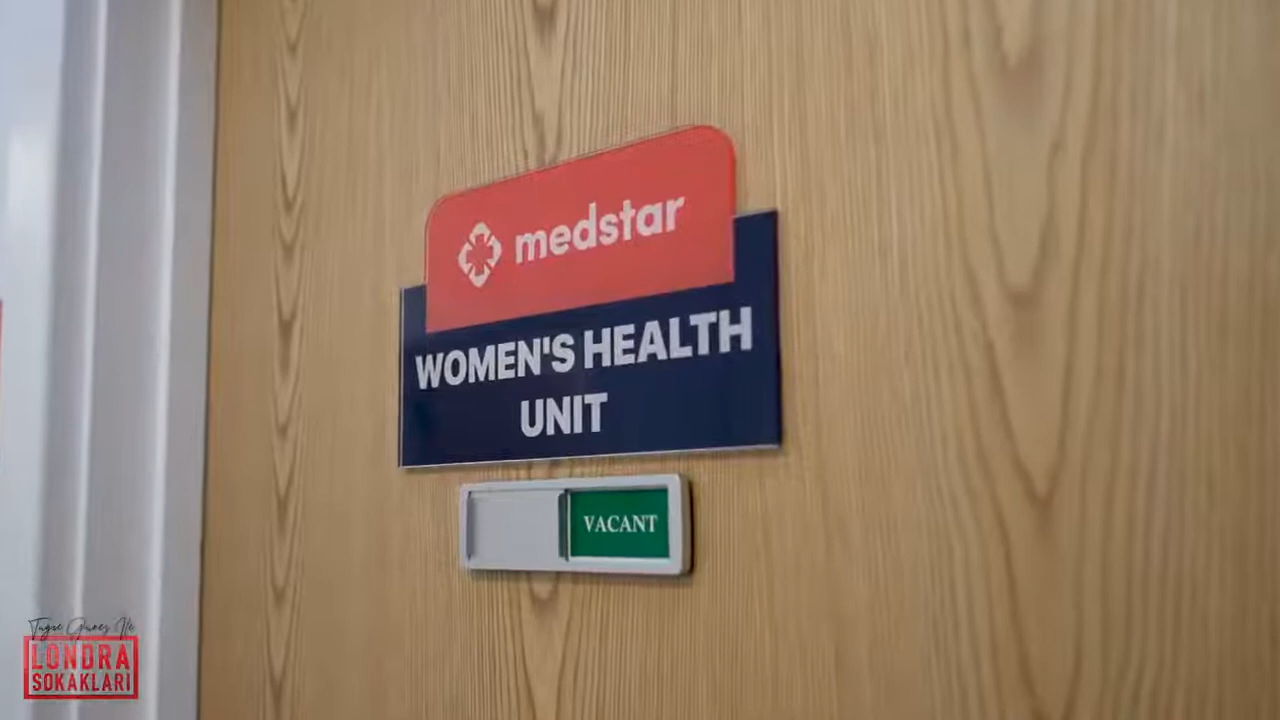 medstar
WOMEN'S HEALTH
UNIT
VACANT
LONDRA
SOKAKLARI